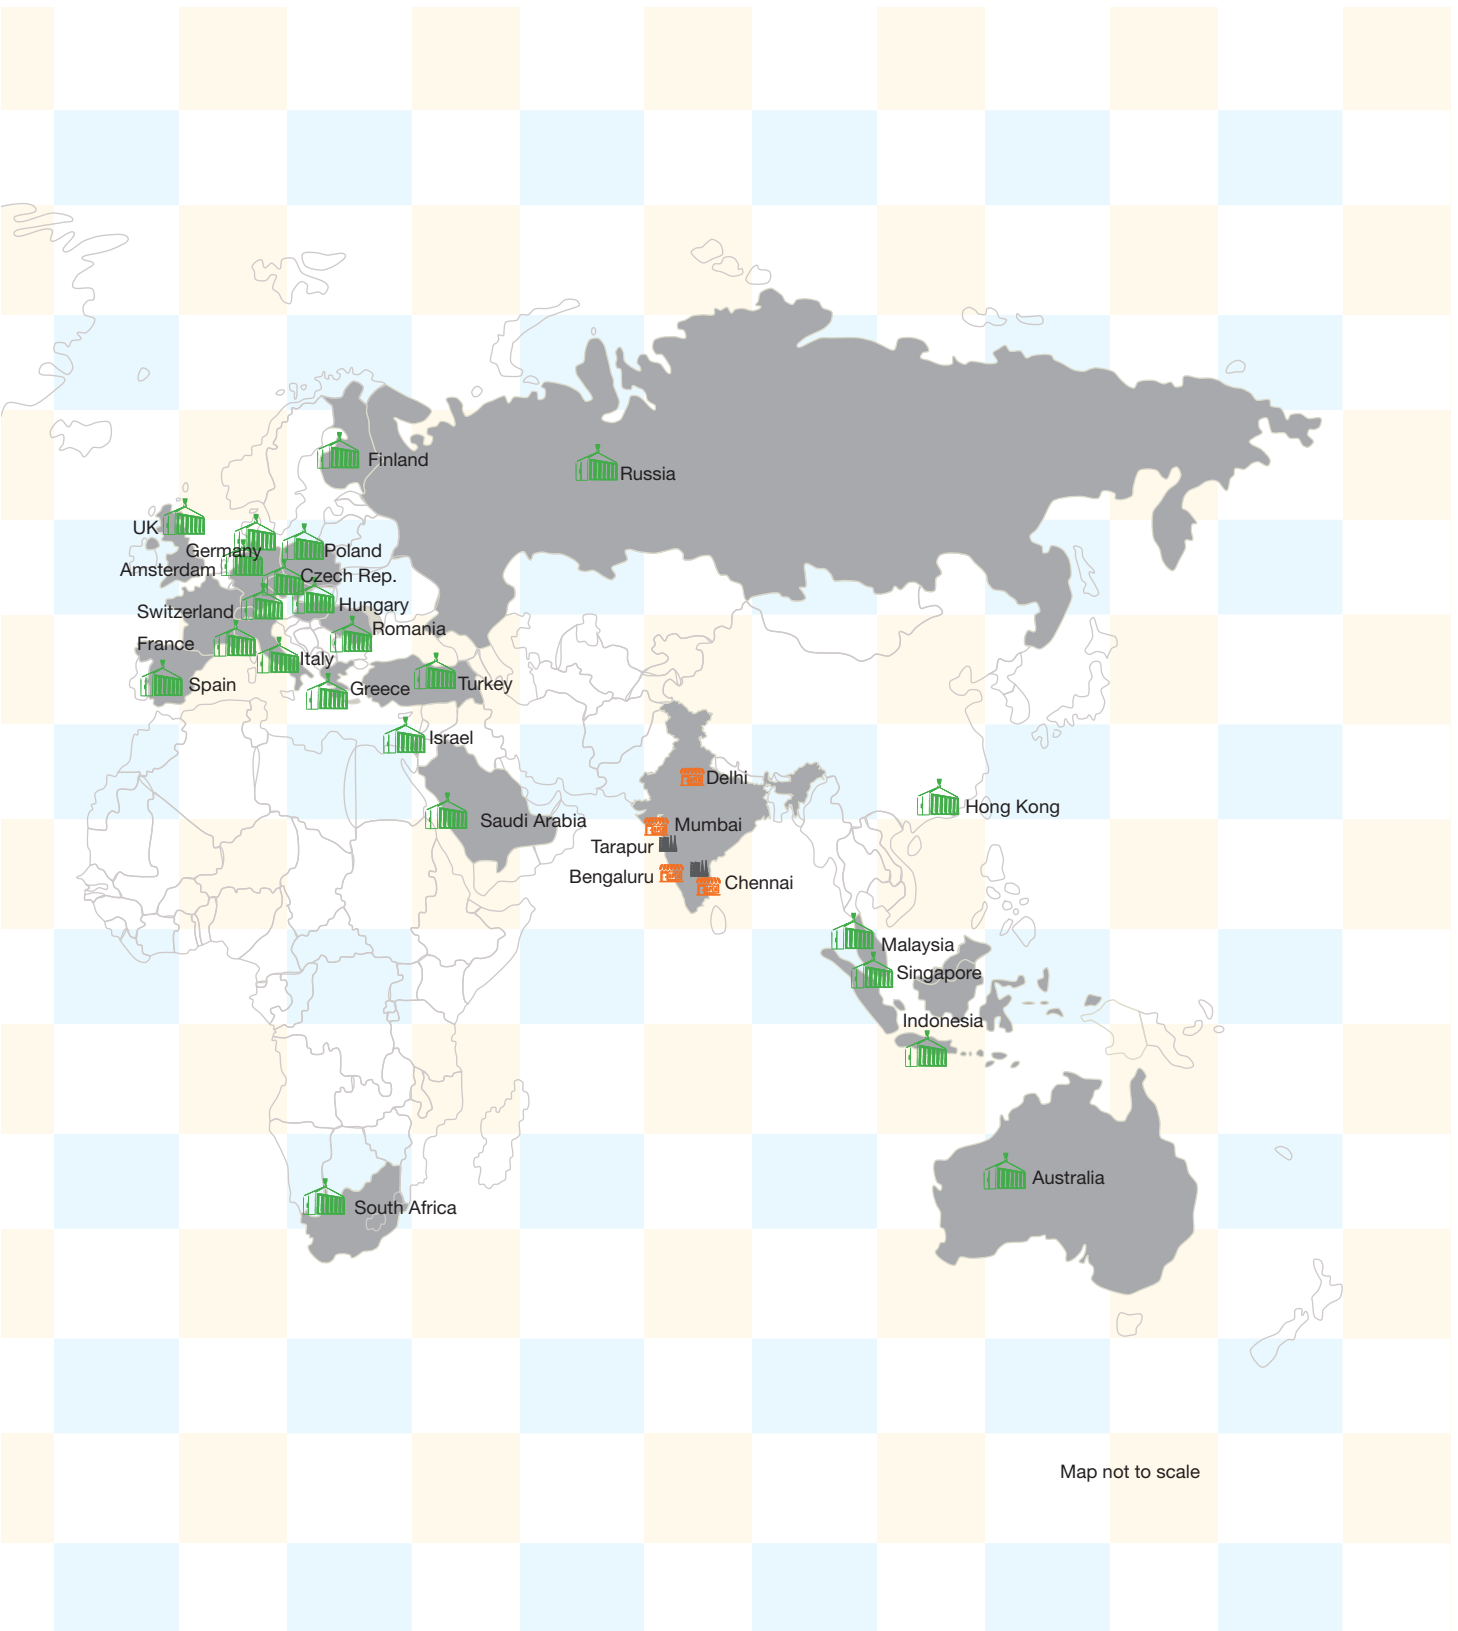 Finland
Russia
UK
Germany
Poland
Amsterdam
Czech Rep.
Switzerland
Hungary
Romania
France
Italy
Spain
Greece
Turkey
Israel
Delhi
Hong Kong
Saudi Arabia
Mumbai
Tarapur
Bengaluru
Chennai
Malaysia
Singapore
Indonesia
Australia
South Africa
Map not to scale